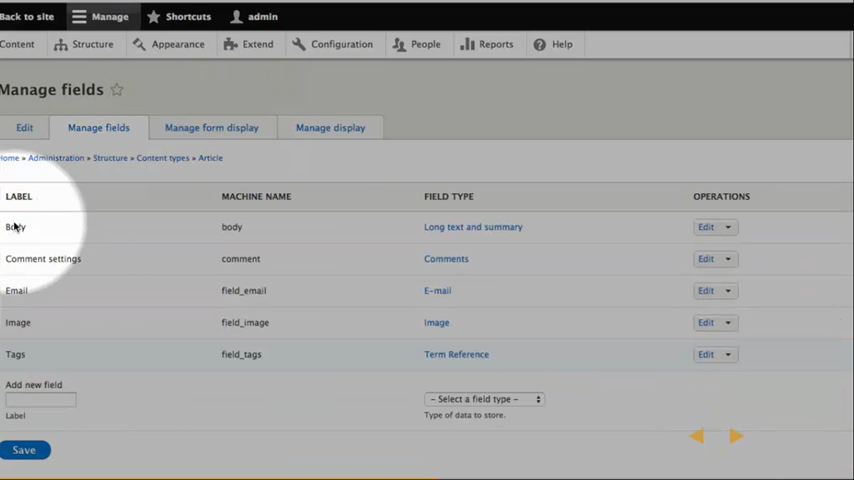 Back to site Manage Shortcuts admin
Content Structure Appearance Extend Configuration People Reports Help
Manage fields
Edit Manage fields Manage form display Manage display
Home » Administration » Structure » Content types » Article
LABEL MACHINE NAME FIELD TYPE OPERATIONS
Body body Long text and summary Edit
Comment settings comment Comments Edit
Email field_email E-mail Edit
Image field_image Image Edit
Tags field_tags Term Reference Edit
Add new field
– Select a field type –
Label Type of data to store.
Save